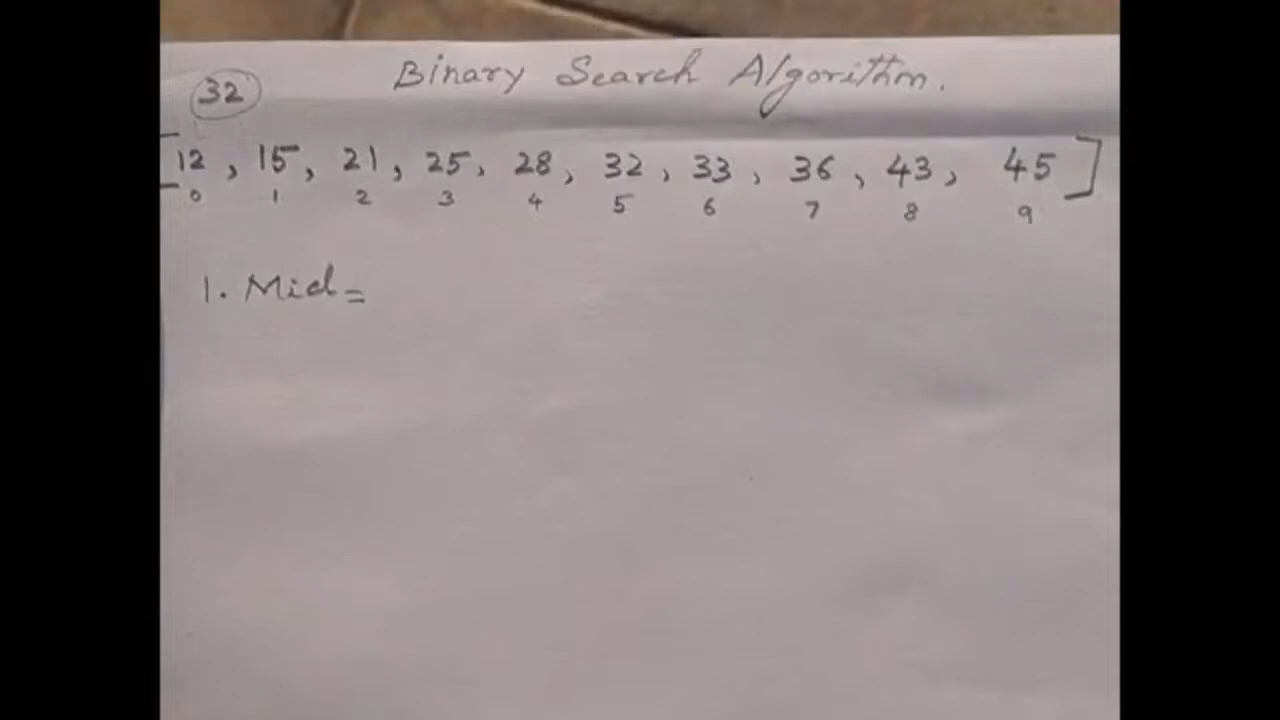 Binary Search Algorithm.
32
[12, 15, 21, 25, 28, 32, 33, 36, 43, 45]
0 1 2 3 4 5 6 7 8 9
1. Mid=